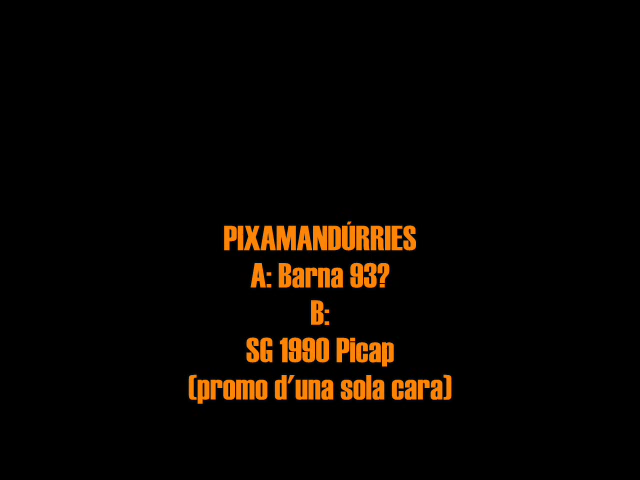 PIXAMANDÚRRIES
A: Barna 93?
B:
SG 1990 Picap
(promo d'una sola cara)